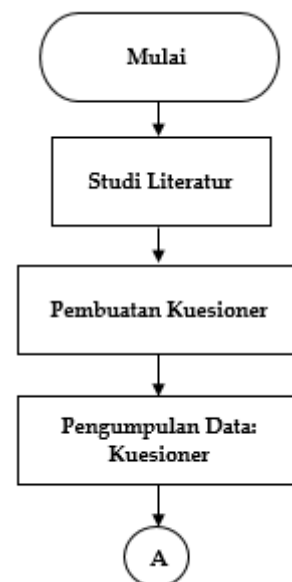 Mulai
Studi Literatur
Pembuatan Kuesioner
Pengumpulan Data:
Kuesioner
A